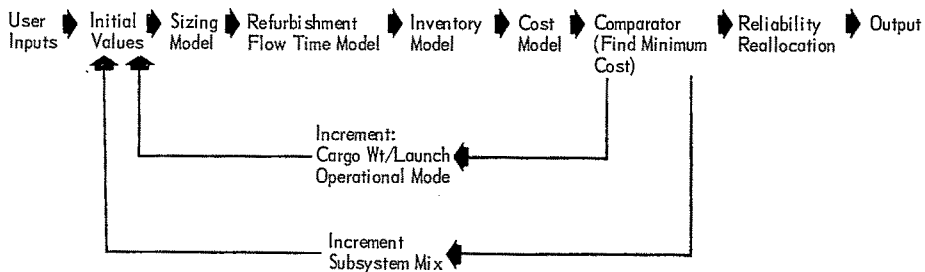 User Inputs
Initial Values
Sizing Model
Refurbishment Flow Time Model
Inventory Model
Cost Model
Comparator (Find Minimum Cost)
Reliability Reallocation
Output
Increment:
Cargo Wt/Launch
Operational Mode
Increment
Subsystem Mix